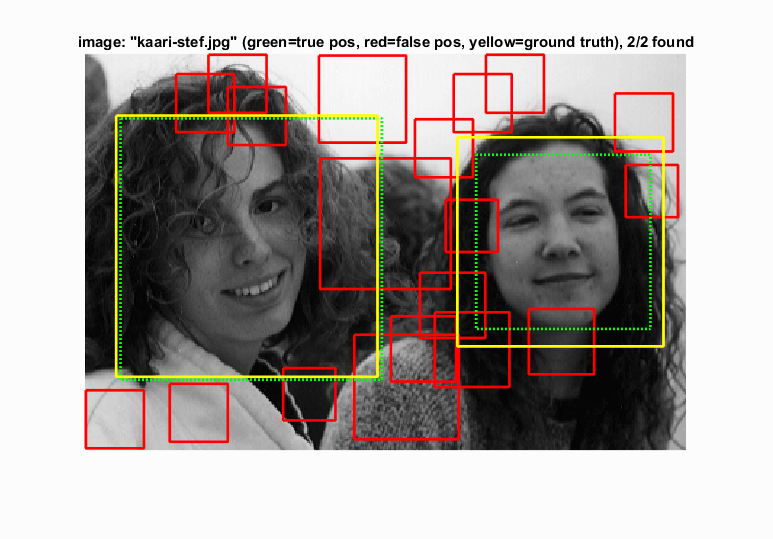 image: "kaari-stef.jpg" (green=true pos, red=false pos, yellow=ground truth), 2/2 found